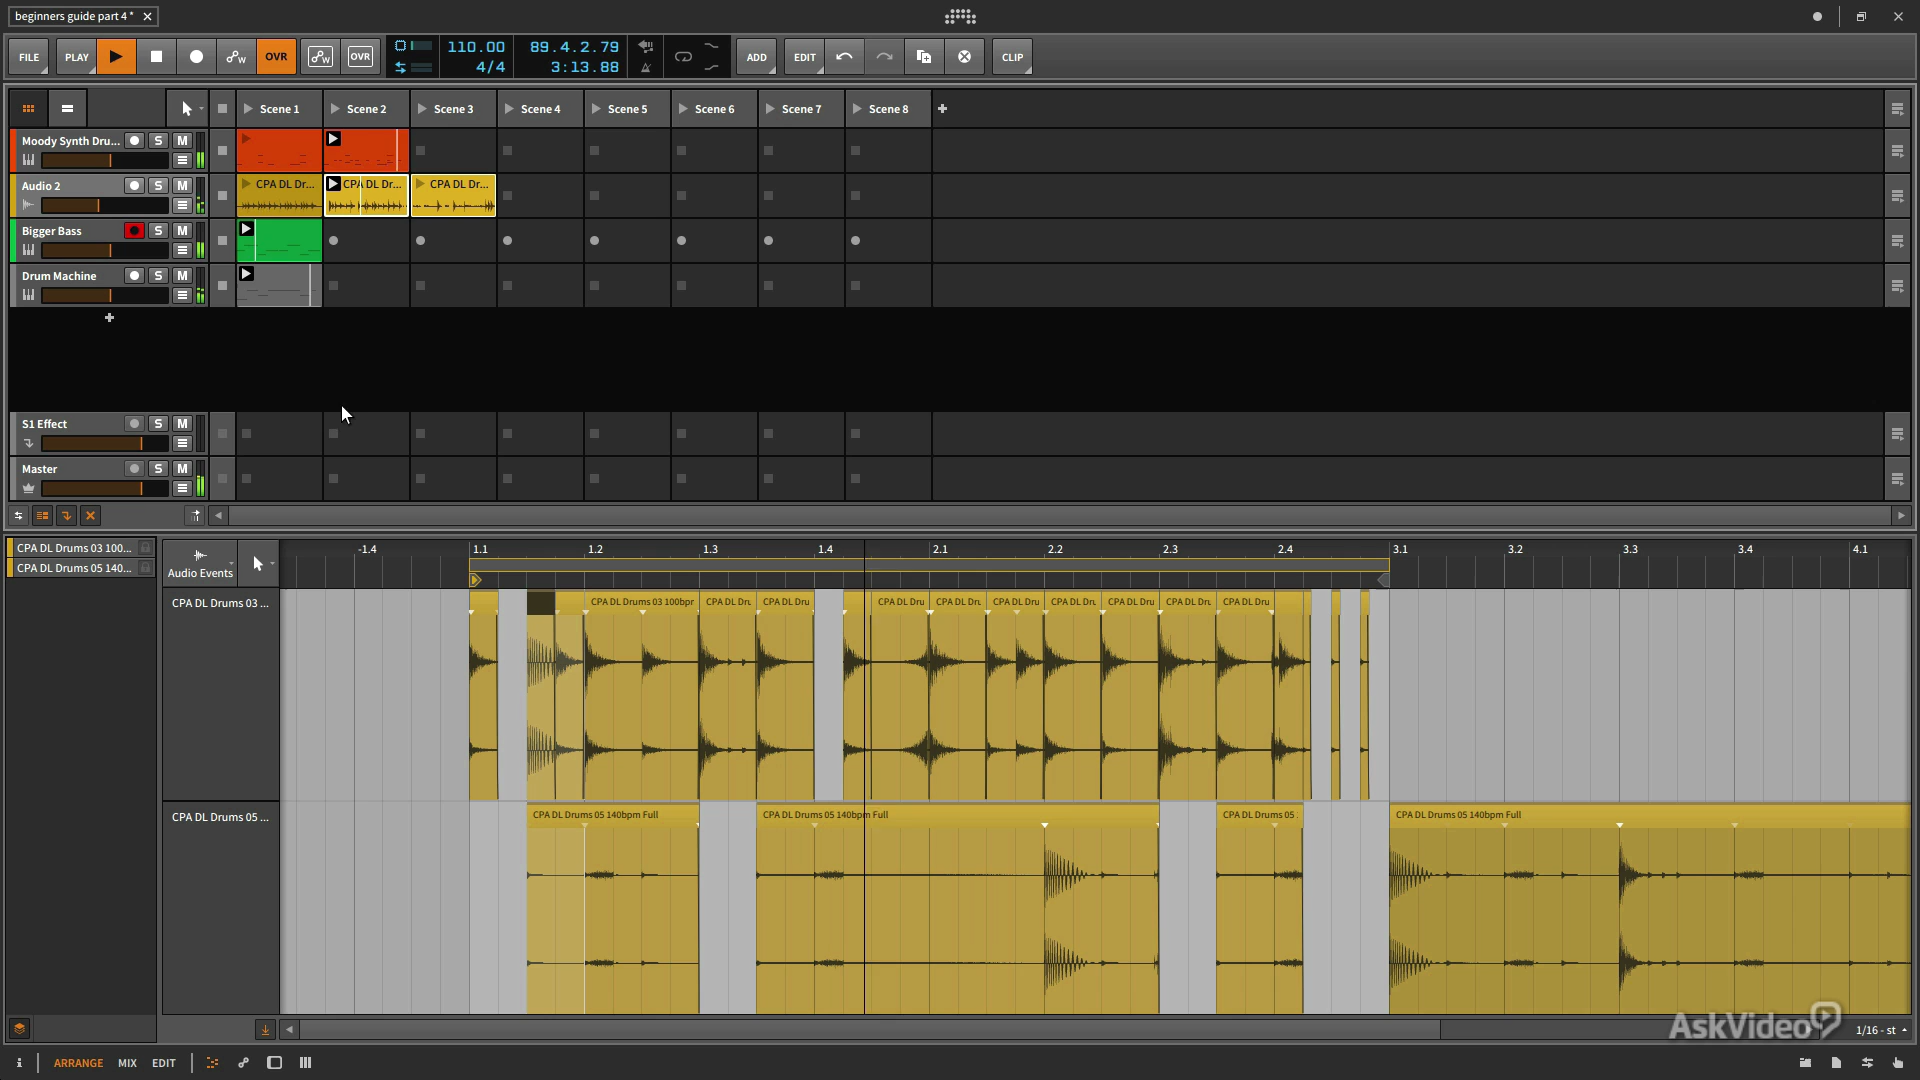 beginners guide part 4 *
FILE PLAY OVR OVR 110.00 4/4 89.4.2.79 3:13.88 ADD EDIT CLIP
Scene 1 Scene 2 Scene 3 Scene 4 Scene 5 Scene 6 Scene 7 Scene 8
Moody Synth Dru... S M
Audio 2 S M CPA DL Dr... CPA DL Dr... CPA DL Dr...
Bigger Bass S M
Drum Machine S M
S1 Effect S M
Master S M
CPA DL Drums 03 100...
CPA DL Drums 05 140...
Audio Events
-1.4 1.1 1.2 1.3 1.4 2.1 2.2 2.3 2.4 3.1 3.2 3.3 3.4 4.1
CPA DL Drums 03 ...
CPA DL Drums 03 100bpr CPA DL Dru CPA DL Dru CPA DL Dru CPA DL Dru CPA DL Dru CPA DL Dru CPA DL Dru CPA DL Dru CPA DL Dru
CPA DL Drums 05 ...
CPA DL Drums 05 140bpm Full CPA DL Drums 05 140bpm Full CPA DL Drums 05 CPA DL Drums 05 140bpm Full
AskVideo
1/16 - st
i ARRANGE MIX EDIT